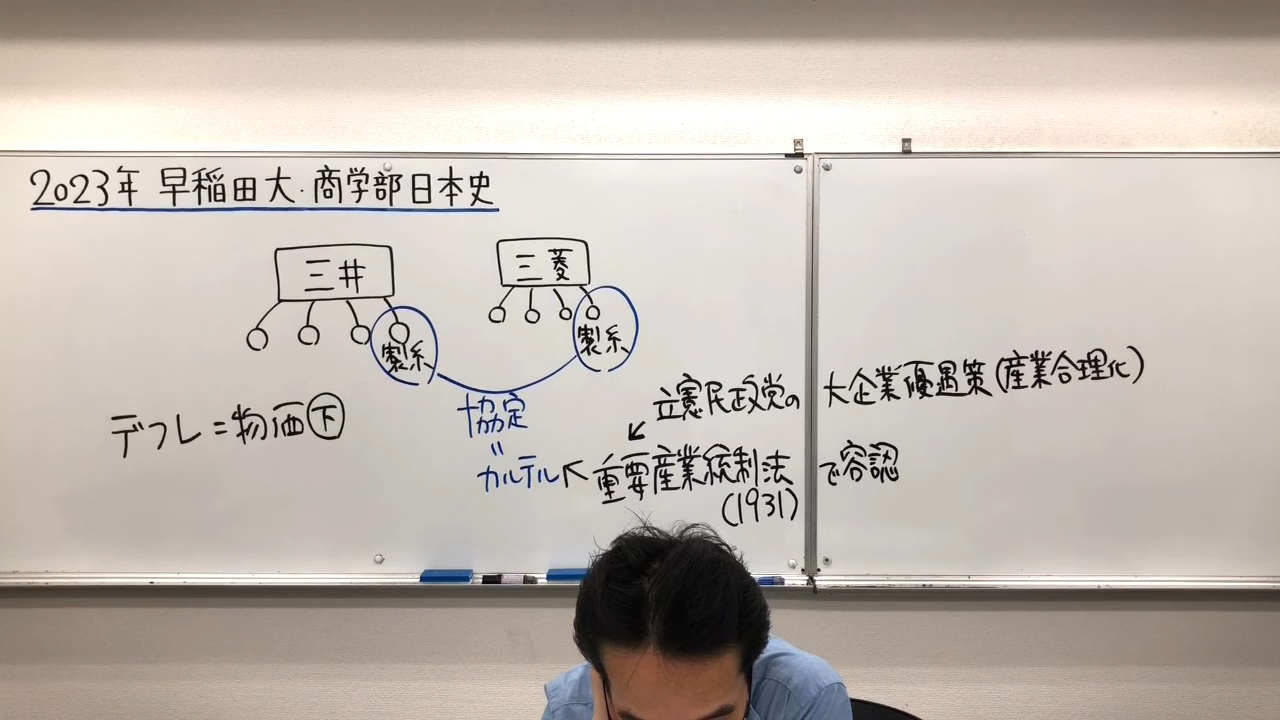 2023年 早稲田大・商学部日本史
三井
三菱
製糸
製糸
デフレ=物価下
協定
=
カルテル
立憲民政党の 大企業優遇策(産業合理化)
重要産業統制法 で容認
(1931)